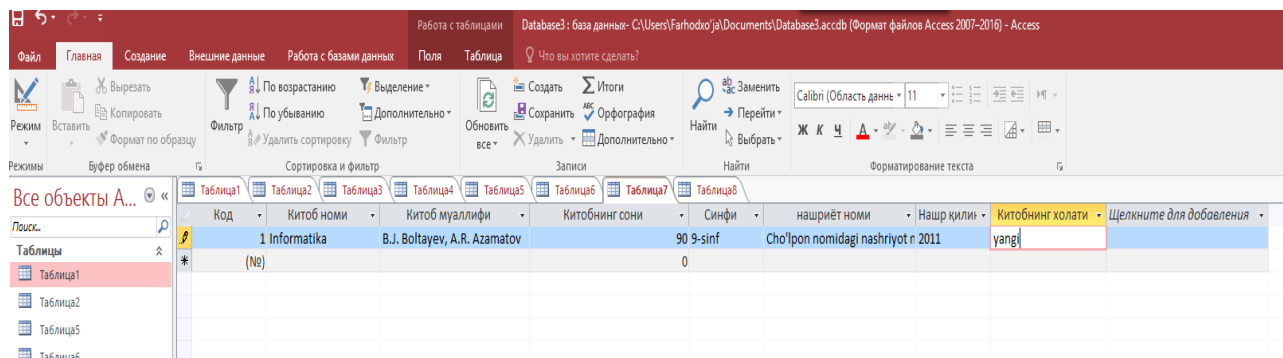 Работа с таблицами Database3 : база данных- C:\Users\Farhodxo'ja\Documents\Database3.accdb (Формат файлов Access 2007–2016) - Access
Файл Главная Создание Внешние данные Работа с базами данных Поля Таблица Что вы хотите сделать?
Вырезать По возрастанию Выделение Создать Итоги Заменить Calibri (Область даннь 11
Копировать По убыванию Дополнительно Сохранить Орфография Перейти
Режим Вставить Формат по образцу Фильтр Удалить сортировку Фильтр Обновить все Удалить Дополнительно Найти Выбрать Ж К Ч А
Режимы Буфер обмена Сортировка и фильтр Записи Найти Форматирование текста
Все объекты A... « Таблица1 Таблица2 Таблица3 Таблица4 Таблица5 Таблица6 Таблица7 Таблица8
Поиск... Код Китоб номи Китоб муаллифи Китобнинг сони Синфи нашриёт номи Нашр қилин Китобнинг холати Щелкните для добавления
1 Informatika B.J. Boltayev, A.R. Azamatov 90 9-sinf Cho'lpon nomidagi nashriyot n 2011 yangi
Таблицы (№) 0
Таблица1
Таблица2
Таблица5
Таблица6